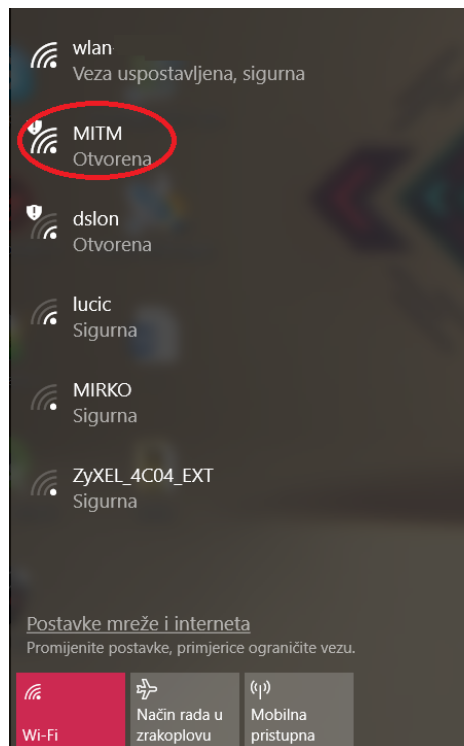 wlan
Veza uspostavljena, sigurna
MITM
Otvorena
dslon
Otvorena
lucic
Sigurna
MIRKO
Sigurna
ZyXEL_4C04_EXT
Sigurna
Postavke mreže i interneta
Promijenite postavke, primjerice ograničite vezu.
Wi-Fi
Način rada u
zrakoplovu
Mobilna
pristupna